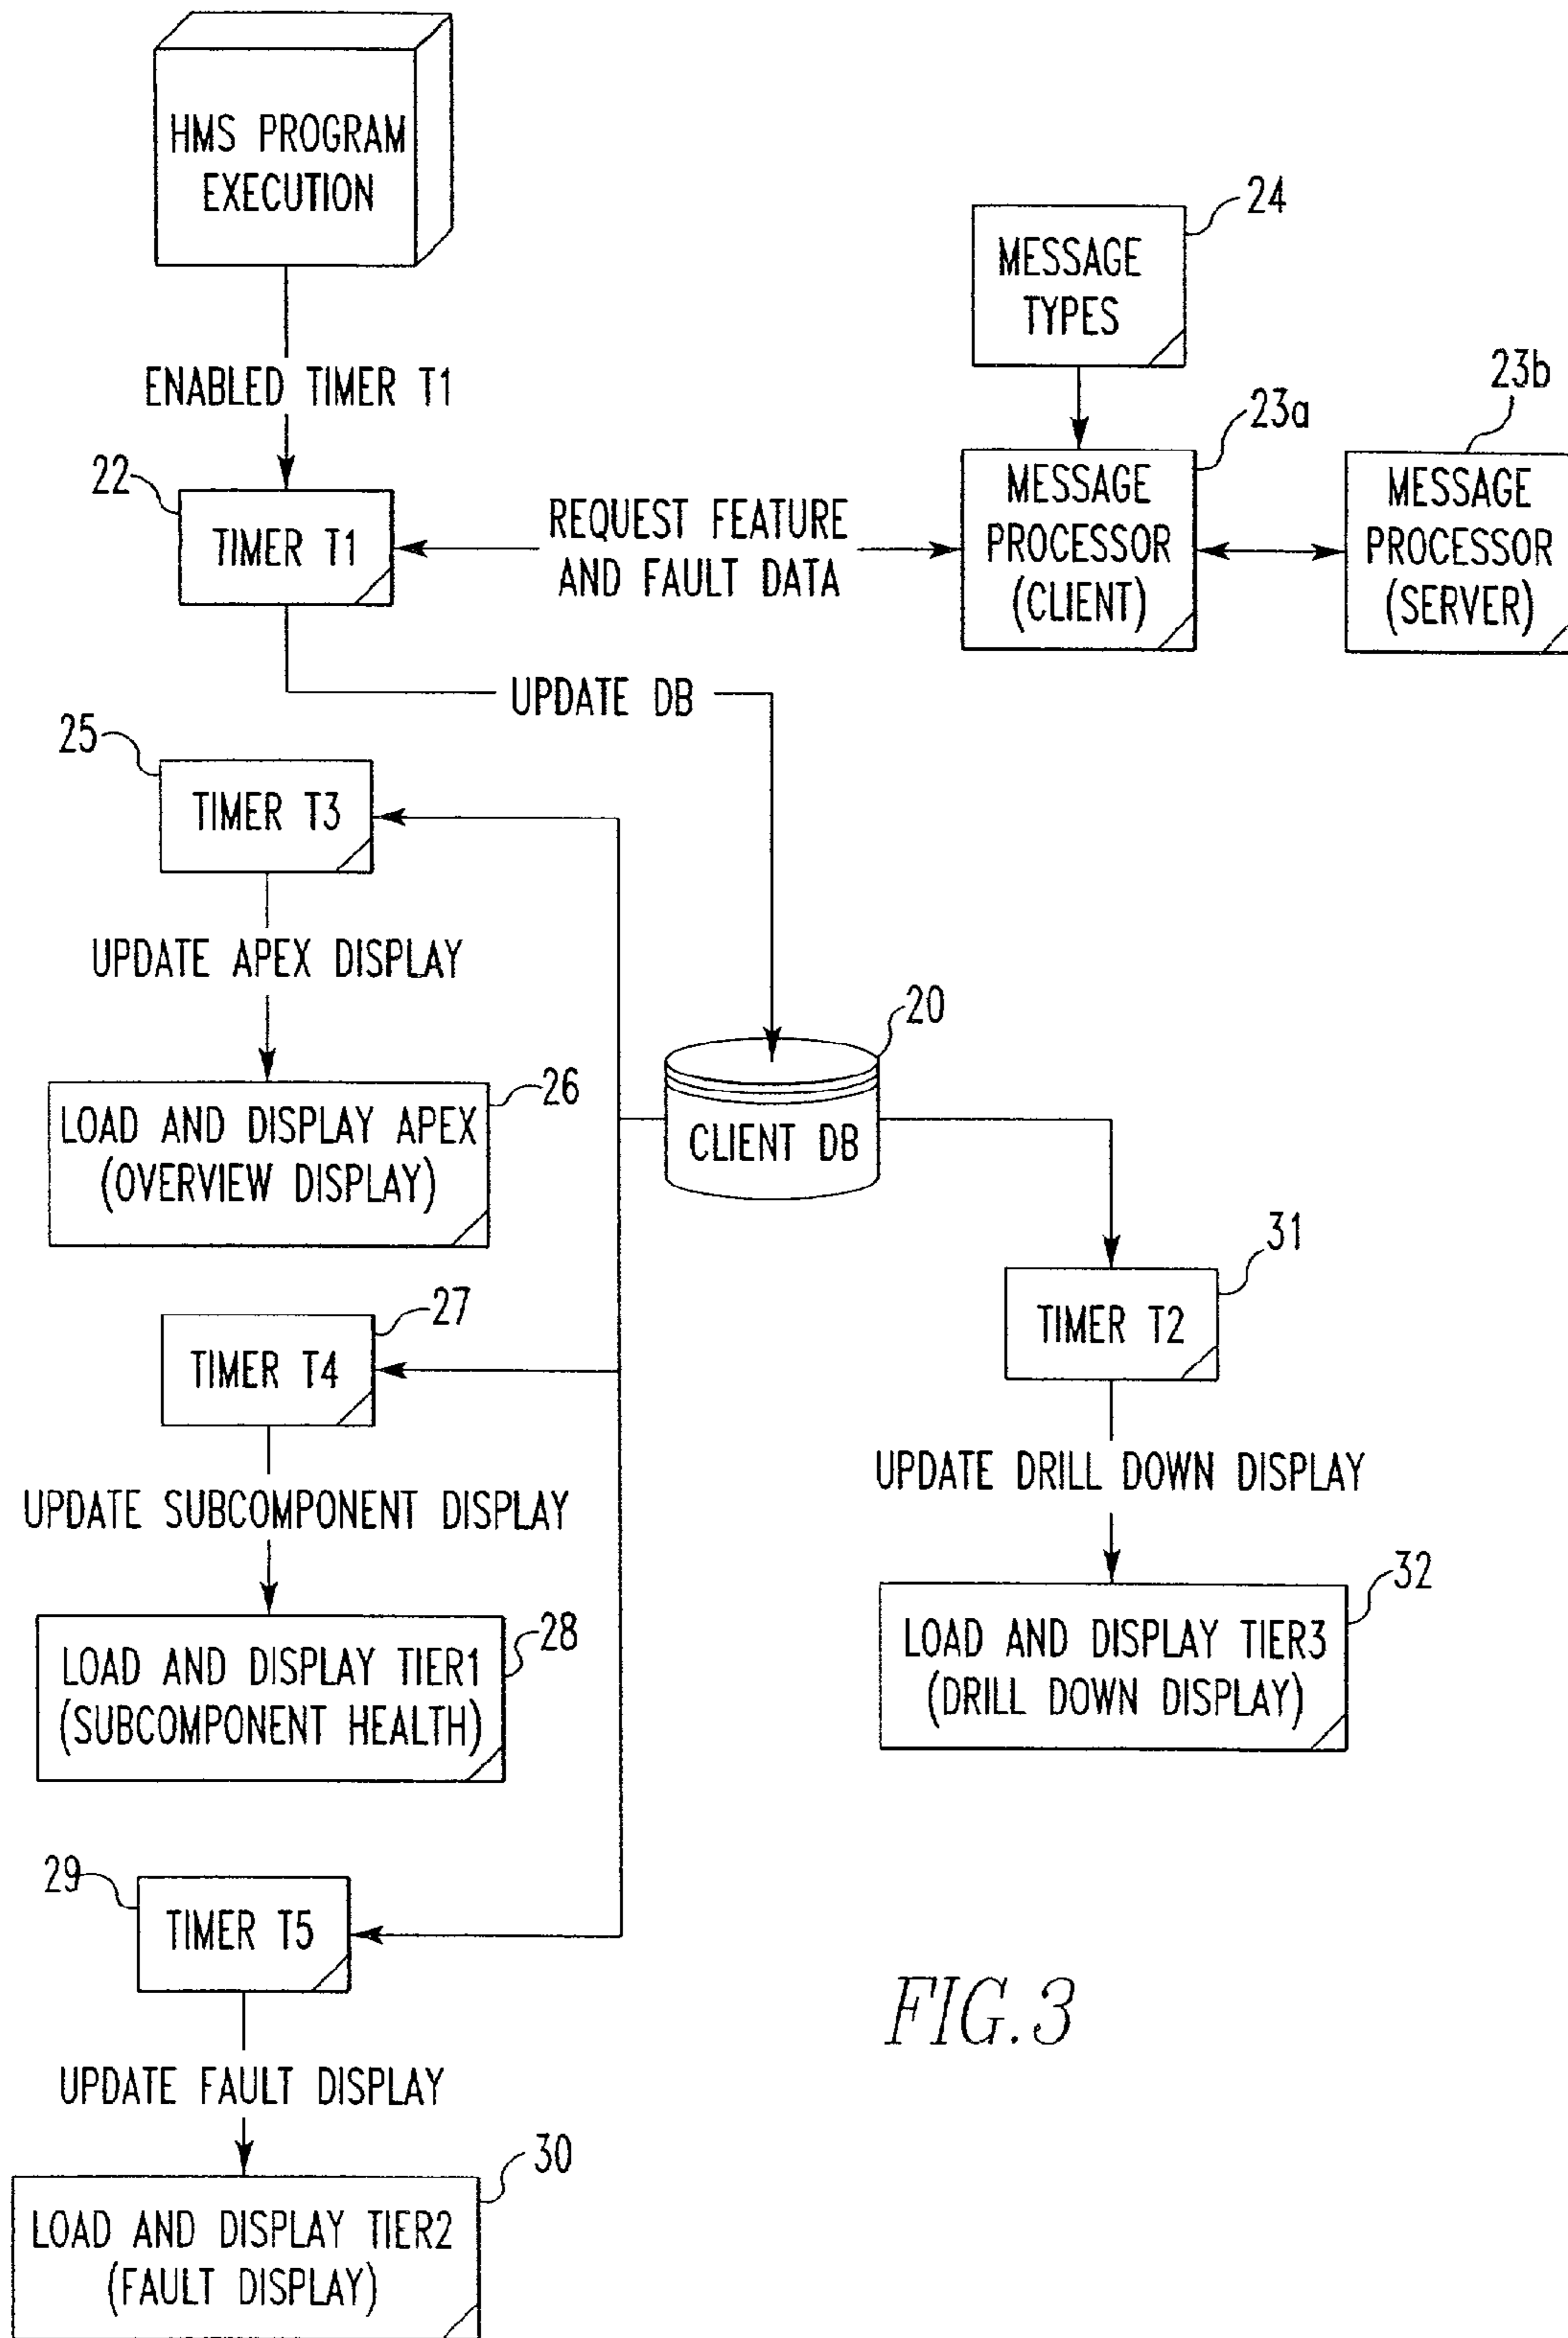 HMS PROGRAM
EXECUTION
24
MESSAGE
TYPES
ENABLED TIMER T1
23a
23b
22
TIMER T1
REQUEST FEATURE
AND FAULT DATA
MESSAGE
PROCESSOR
(CLIENT)
MESSAGE
PROCESSOR
(SERVER)
UPDATE DB
25
TIMER T3
UPDATE APEX DISPLAY
20
CLIENT DB
26
LOAD AND DISPLAY APEX
(OVERVIEW DISPLAY)
31
TIMER T2
27
TIMER T4
UPDATE DRILL DOWN DISPLAY
UPDATE SUBCOMPONENT DISPLAY
32
LOAD AND DISPLAY TIER3
(DRILL DOWN DISPLAY)
28
LOAD AND DISPLAY TIER1
(SUBCOMPONENT HEALTH)
29
TIMER T5
FIG.3
UPDATE FAULT DISPLAY
30
LOAD AND DISPLAY TIER2
(FAULT DISPLAY)